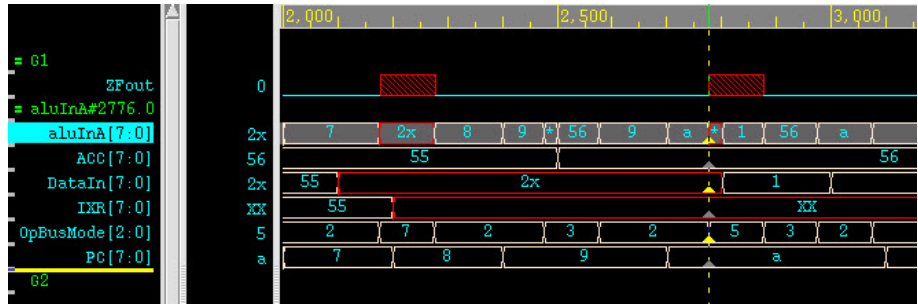 2,000 2,500 3,000
= G1
ZFout 0
= aluInA#2776.0
aluInA[7:0] 2x 7 2x 8 9 * 56 9 a * 1 56 a
ACC[7:0] 56 55 56
DataIn[7:0] 2x 55 2x 1
IXR[7:0] XX 55 XX
OpBusMode[2:0] 5 2 7 2 3 2 5 3 2
PC[7:0] a 7 8 9 a
G2